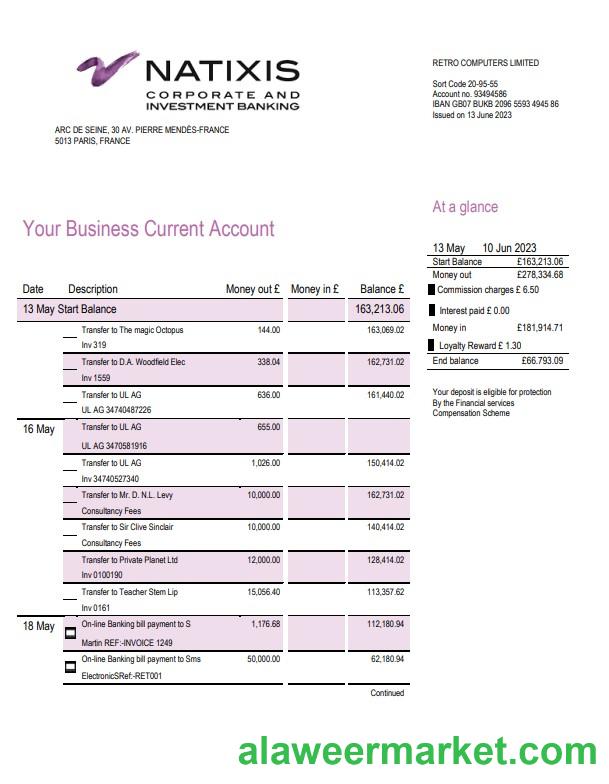 NATIXIS
CORPORATE AND
INVESTMENT BANKING
ARC DE SEINE, 30 AV. PIERRE MENDÈS-FRANCE
5013 PARIS, FRANCE
RETRO COMPUTERS LIMITED
Sort Code 20-95-55
Account no. 93494586
IBAN GB07 BUKB 2096 5593 4945 86
Issued on 13 June 2023
Your Business Current Account
At a glance
13 May 10 Jun 2023
Start Balance £163,213.06
Money out £278,334.68
Commission charges £ 6.50
Interest paid £ 0.00
Money in £181,914.71
Loyalty Reward £ 1.30
End balance £66.793.09
Your deposit is eligible for protection
By the Financial services
Compensation Scheme
Date Description Money out £ Money in £ Balance £
13 May Start Balance 163,213.06
Transfer to The magic Octopus 144.00 163,069.02
Inv 319
Transfer to D.A. Woodfield Elec 338.04 162,731.02
Inv 1559
Transfer to UL AG 636.00 161,440.02
UL AG 34740487226
16 May Transfer to UL AG 655.00
UL AG 3470581916
Transfer to UL AG 1,026.00 150,414.02
Inv 34740527340
Transfer to Mr. D. N.L. Levy 10,000.00 162,731.02
Consultancy Fees
Transfer to Sir Clive Sinclair 10,000.00 140,414.02
Consultancy Fees
Transfer to Private Planet Ltd 12,000.00 128,414.02
Inv 0100190
Transfer to Teacher Stem Lip 15,056.40 113,357.62
Inv 0161
18 May On-line Banking bill payment to S 1,176.68 112,180.94
Martin REF:-INVOICE 1249
On-line Banking bill payment to Sms 50,000.00 62,180.94
ElectronicSRef:-RET001
Continued
alaweermarket.com